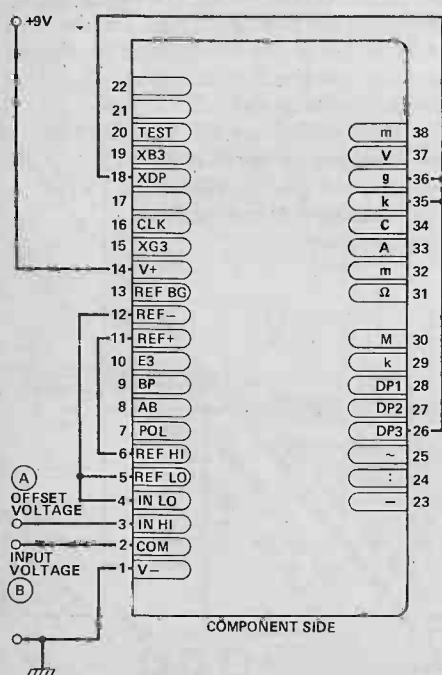 +9V
22
21
20 TEST
19 XB3
18 XDP
17
16 CLK
15 XG3
14 V+
13 REF BG
12 REF–
11 REF+
10 E3
9 BP
8 AB
7 POL
6 REF HI
5 REF LO
4 IN LO
3 IN HI
2 COM
1 V–
A
OFFSET
VOLTAGE
INPUT
VOLTAGE
B
m 38
V 37
g 36
k 35
C 34
A 33
m 32
Ω 31
M 30
k 29
DP1 28
DP2 27
DP3 26
~ 25
: 24
– 23
COMPONENT SIDE